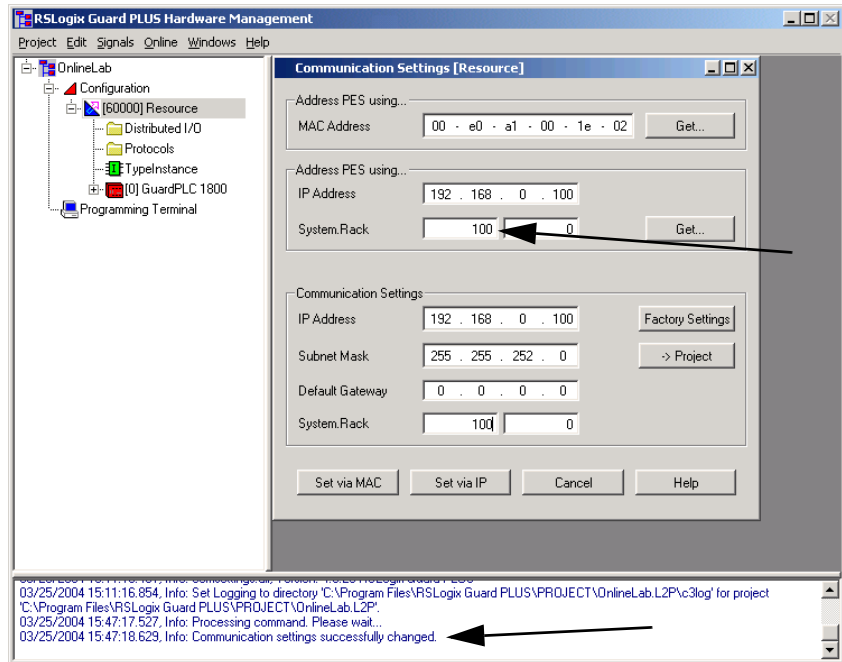 RSLogix Guard PLUS Hardware Management
Project Edit Signals Online Windows Help
OnlineLab
Configuration
[60000] Resource
Distributed I/O
Protocols
TypeInstance
[0] GuardPLC 1800
Programming Terminal
Communication Settings [Resource]
Address PES using...
MAC Address 00 - e0 - a1 - 00 - 1e - 02 Get...
Address PES using...
IP Address 192 . 168 . 0 . 100
System.Rack 100 0 Get...
Communication Settings
IP Address 192 . 168 . 0 . 100 Factory Settings
Subnet Mask 255 . 255 . 252 . 0 -> Project
Default Gateway 0 . 0 . 0 . 0
System.Rack 100 0
Set via MAC Set via IP Cancel Help
03/25/2004 15:11:16.854, Info: Set Logging to directory 'C:\Program Files\RSLogix Guard PLUS\PROJECT\OnlineLab.L2P\c3log' for project
'C:\Program Files\RSLogix Guard PLUS\PROJECT\OnlineLab.L2P'.
03/25/2004 15:47:17.527, Info: Processing command. Please wait...
03/25/2004 15:47:18.629, Info: Communication settings successfully changed.